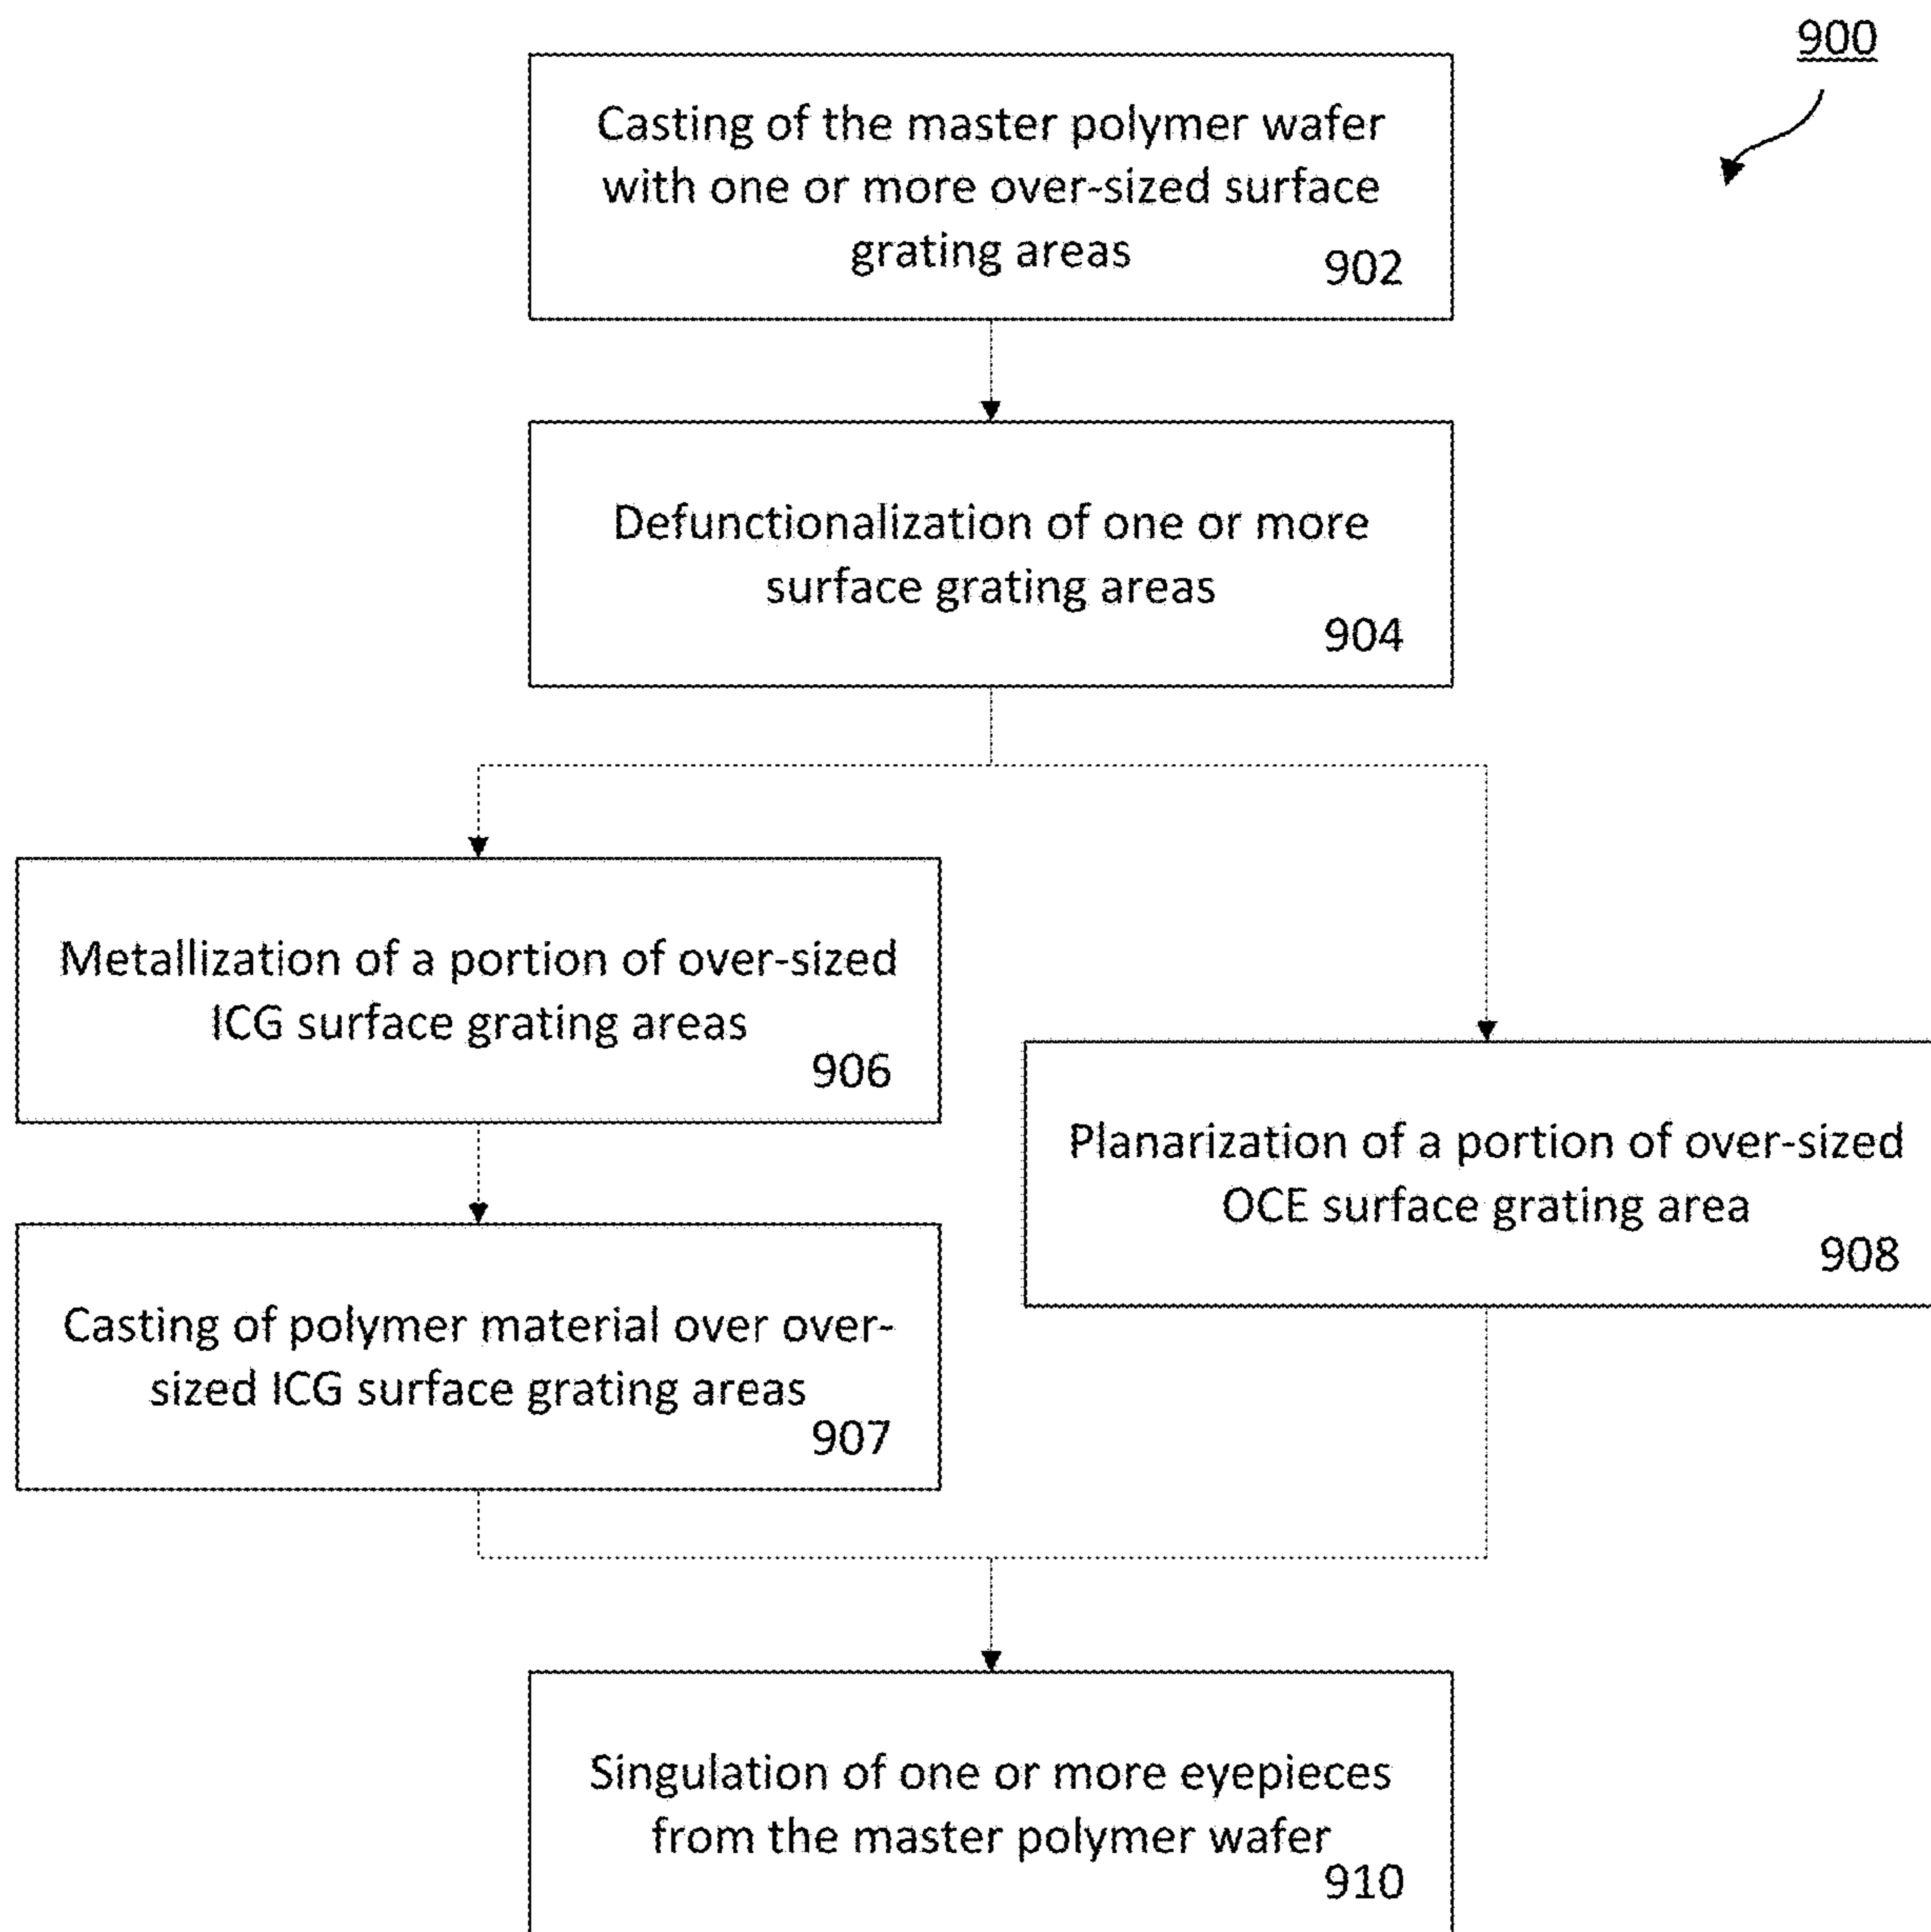 900
Casting of the master polymer wafer
with one or more over-sized surface
grating areas
902
Defunctionalization of one or more
surface grating areas
904
Metallization of a portion of over-sized
ICG surface grating areas
906
Planarization of a portion of over-sized
OCE surface grating area
908
Casting of polymer material over over-
sized ICG surface grating areas
907
Singulation of one or more eyepieces
from the master polymer wafer
910